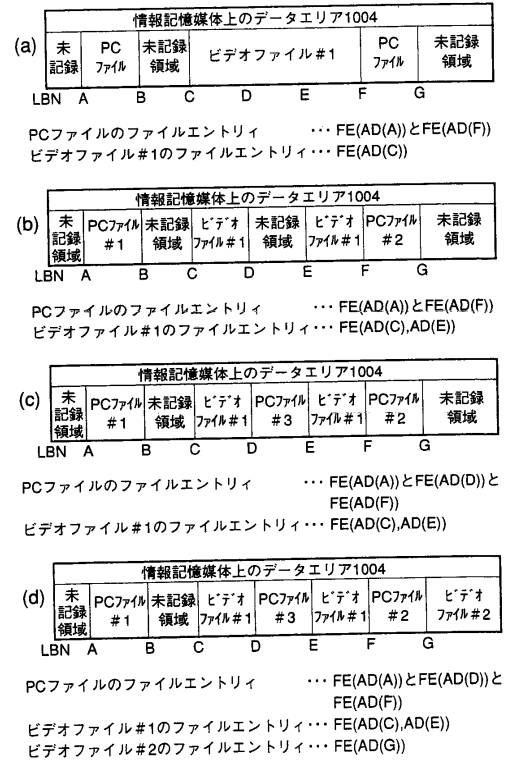 (a)
情報記憶媒体上のデータエリア1004
未記録 PCファイル 未記録領域 ビデオファイル#1 PCファイル 未記録領域
LBN A B C D E F G
PCファイルのファイルエントリィ ··· FE(AD(A))とFE(AD(F))
ビデオファイル#1のファイルエントリィ··· FE(AD(C))
(b)
情報記憶媒体上のデータエリア1004
未記録領域 PCファイル#1 未記録領域 ビデオファイル#1 未記録領域 ビデオファイル#1 PCファイル#2 未記録領域
LBN A B C D E F G
PCファイルのファイルエントリィ ··· FE(AD(A))とFE(AD(F))
ビデオファイル#1のファイルエントリィ··· FE(AD(C),AD(E))
(c)
情報記憶媒体上のデータエリア1004
未記録領域 PCファイル#1 未記録領域 ビデオファイル#1 PCファイル#3 ビデオファイル#1 PCファイル#2 未記録領域
LBN A B C D E F G
PCファイルのファイルエントリィ ··· FE(AD(A))とFE(AD(D))と
FE(AD(F))
ビデオファイル#1のファイルエントリィ··· FE(AD(C),AD(E))
(d)
情報記憶媒体上のデータエリア1004
未記録領域 PCファイル#1 未記録領域 ビデオファイル#1 PCファイル#3 ビデオファイル#1 PCファイル#2 ビデオファイル#2
LBN A B C D E F G
PCファイルのファイルエントリィ ··· FE(AD(A))とFE(AD(D))と
FE(AD(F))
ビデオファイル#1のファイルエントリィ··· FE(AD(C),AD(E))
ビデオファイル#2のファイルエントリィ··· FE(AD(G))